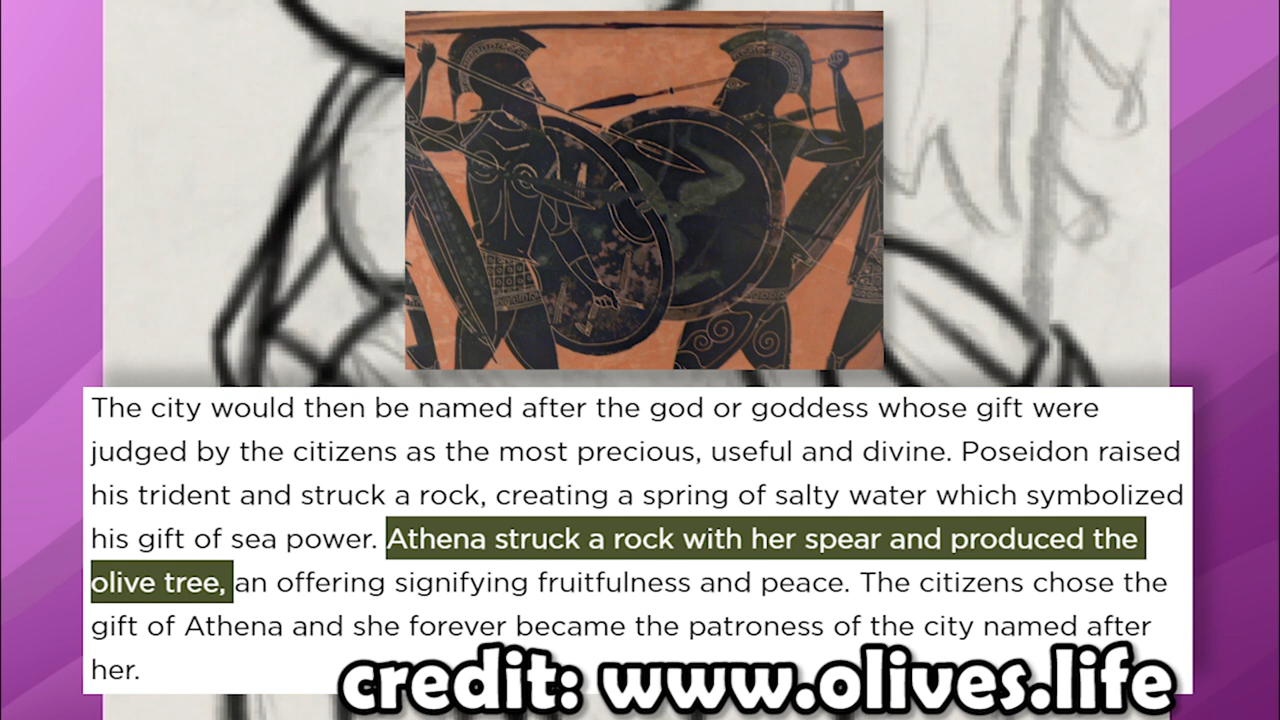 The city would then be named after the god or goddess whose gift were
judged by the citizens as the most precious, useful and divine. Poseidon raised
his trident and struck a rock, creating a spring of salty water which symbolized
his gift of sea power. Athena struck a rock with her spear and produced the
olive tree, an offering signifying fruitfulness and peace. The citizens chose the
gift of Athena and she forever became the patroness of the city named after
her.
credit: www.olives.life